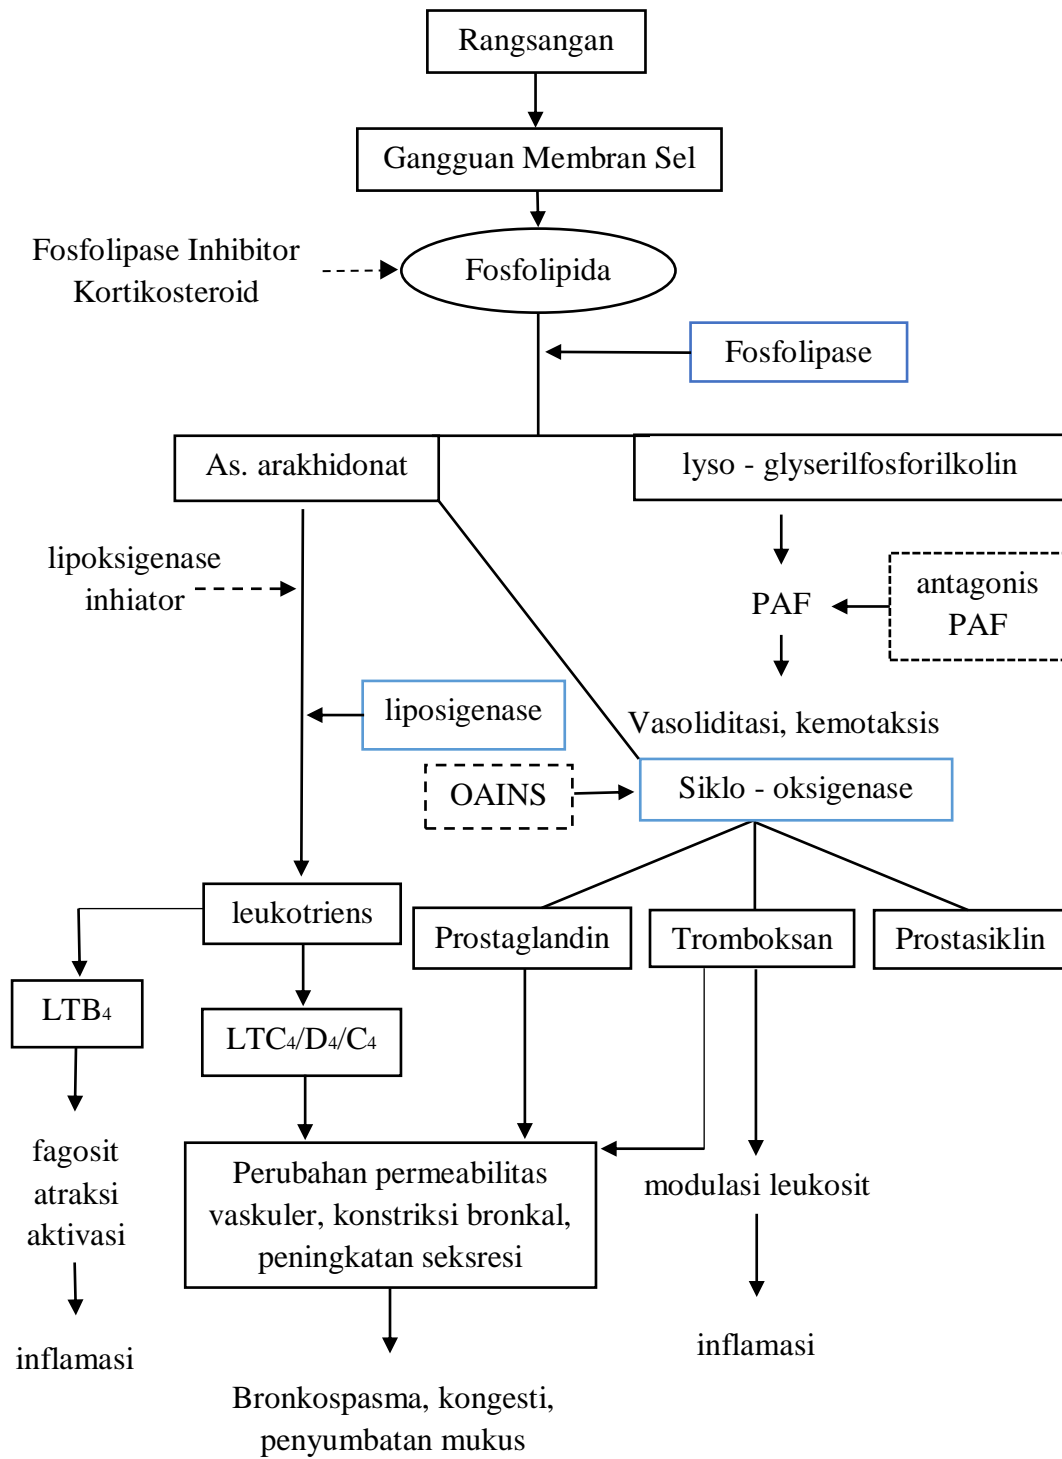 Rangsangan
Gangguan Membran Sel
Fosfolipase Inhibitor
Kortikosteroid
Fosfolipida
Fosfolipase
As. arakhidonat
lyso - glyserilfosforilkolin
lipoksigenase
inhiator
PAF
antagonis
PAF
liposigenase
Vasoliditasi, kemotaksis
OAINS
Siklo - oksigenase
leukotriens
Prostaglandin
Tromboksan
Prostasiklin
LTB₄
LTC₄/D₄/C₄
fagosit
atraksi
aktivasi
Perubahan permeabilitas
vaskuler, konstriksi bronkal,
peningkatan seksresi
modulasi leukosit
inflamasi
inflamasi
Bronkospasma, kongesti,
penyumbatan mukus